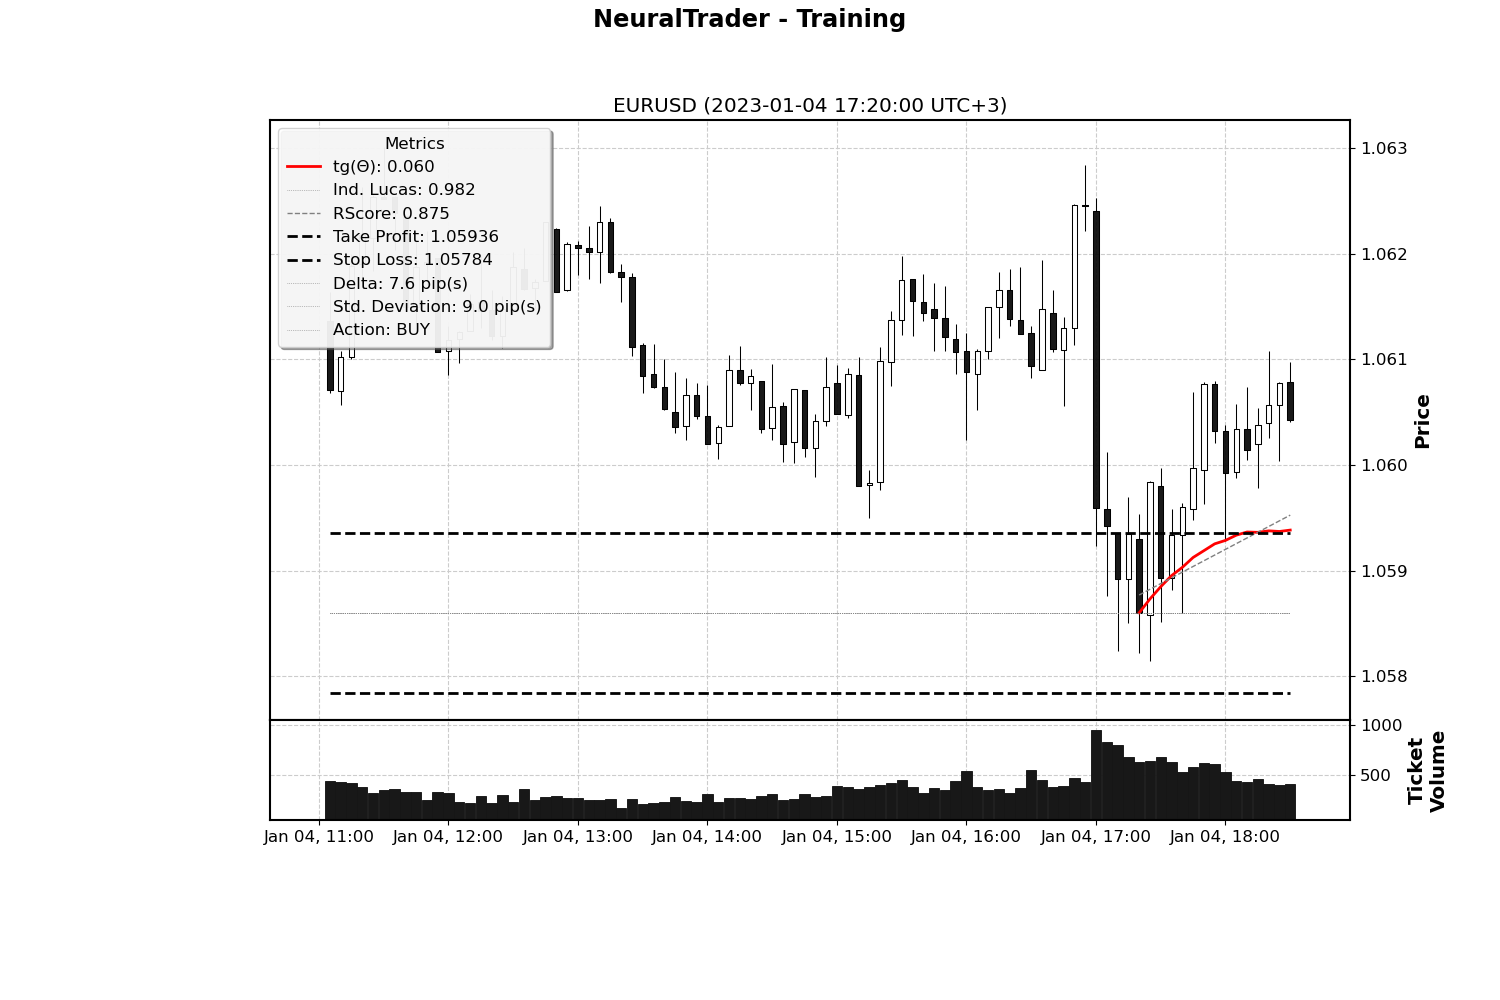 NeuralTrader - Training
EURUSD (2023-01-04 17:20:00 UTC+3)
Metrics
tg(Θ): 0.060
Ind. Lucas: 0.982
RScore: 0.875
Take Profit: 1.05936
Stop Loss: 1.05784
Delta: 7.6 pip(s)
Std. Deviation: 9.0 pip(s)
Action: BUY
1.063
1.062
1.061
1.060
1.059
1.058
Price
1000
500
Ticket
Volume
Jan 04, 11:00
Jan 04, 12:00
Jan 04, 13:00
Jan 04, 14:00
Jan 04, 15:00
Jan 04, 16:00
Jan 04, 17:00
Jan 04, 18:00